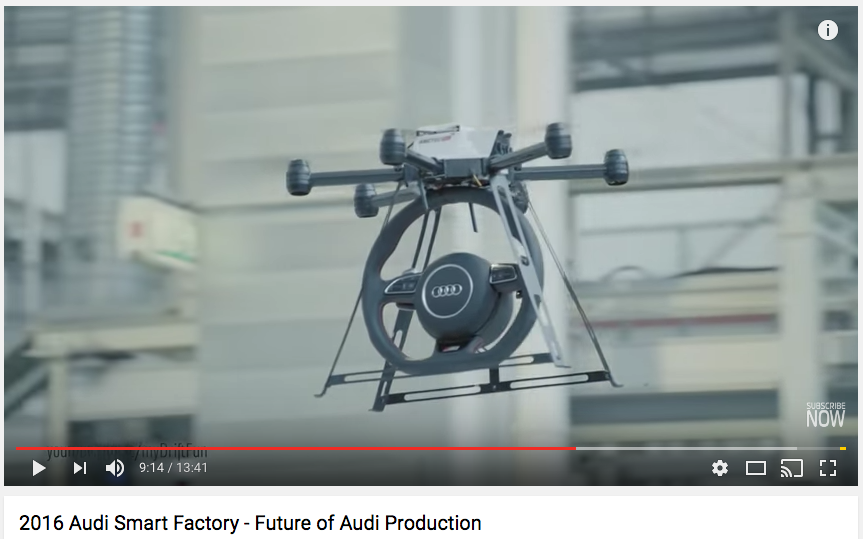 SUBSCRIBE
NOW
9:14 / 13:41
2016 Audi Smart Factory - Future of Audi Production